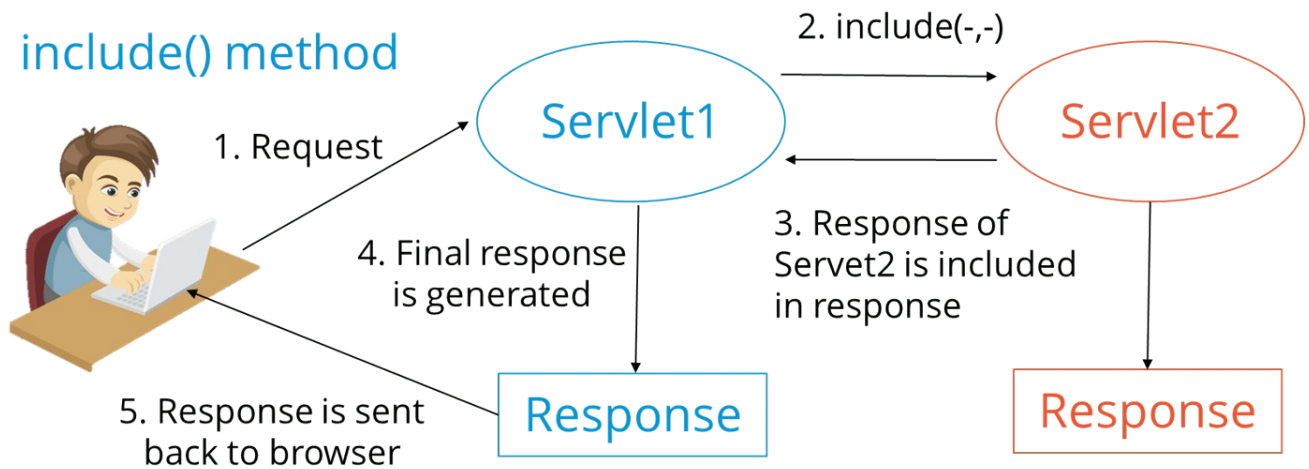 include() method
1. Request
Servlet1
2. include(-,-)
Servlet2
3. Response of
Servet2 is included
in response
4. Final response
is generated
Response
Response
5. Response is sent
back to browser